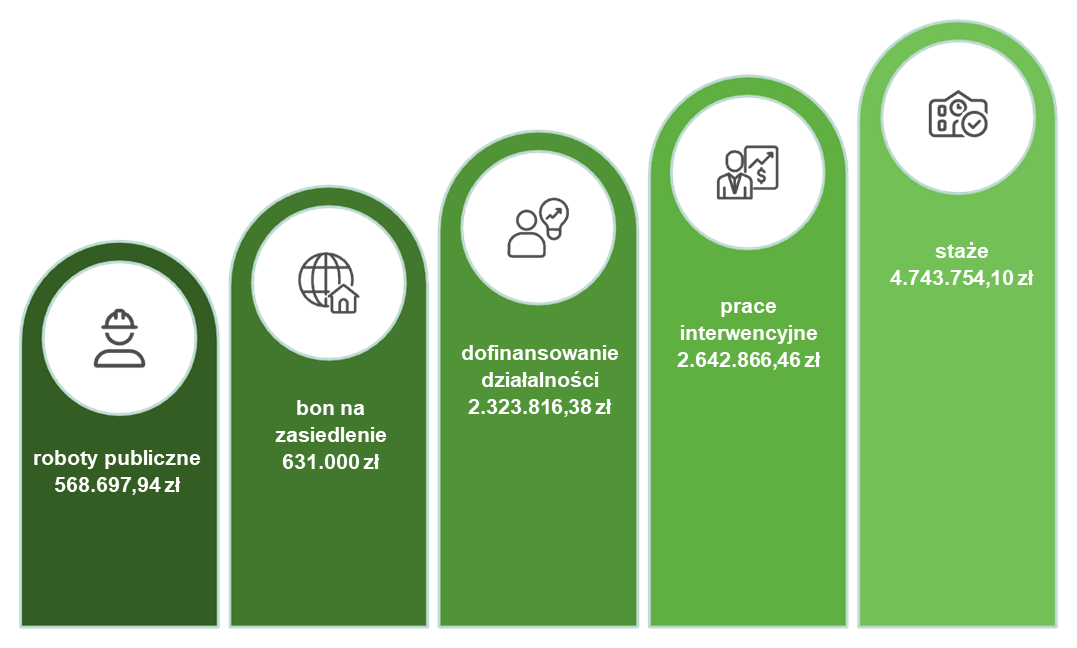 roboty publiczne
568.697,94 zł
bon na
zasiedlenie
631.000 zł
dofinansowanie
działalności
2.323.816,38 zł
prace
interwencyjne
2.642.866,46 zł
staże
4.743.754,10 zł